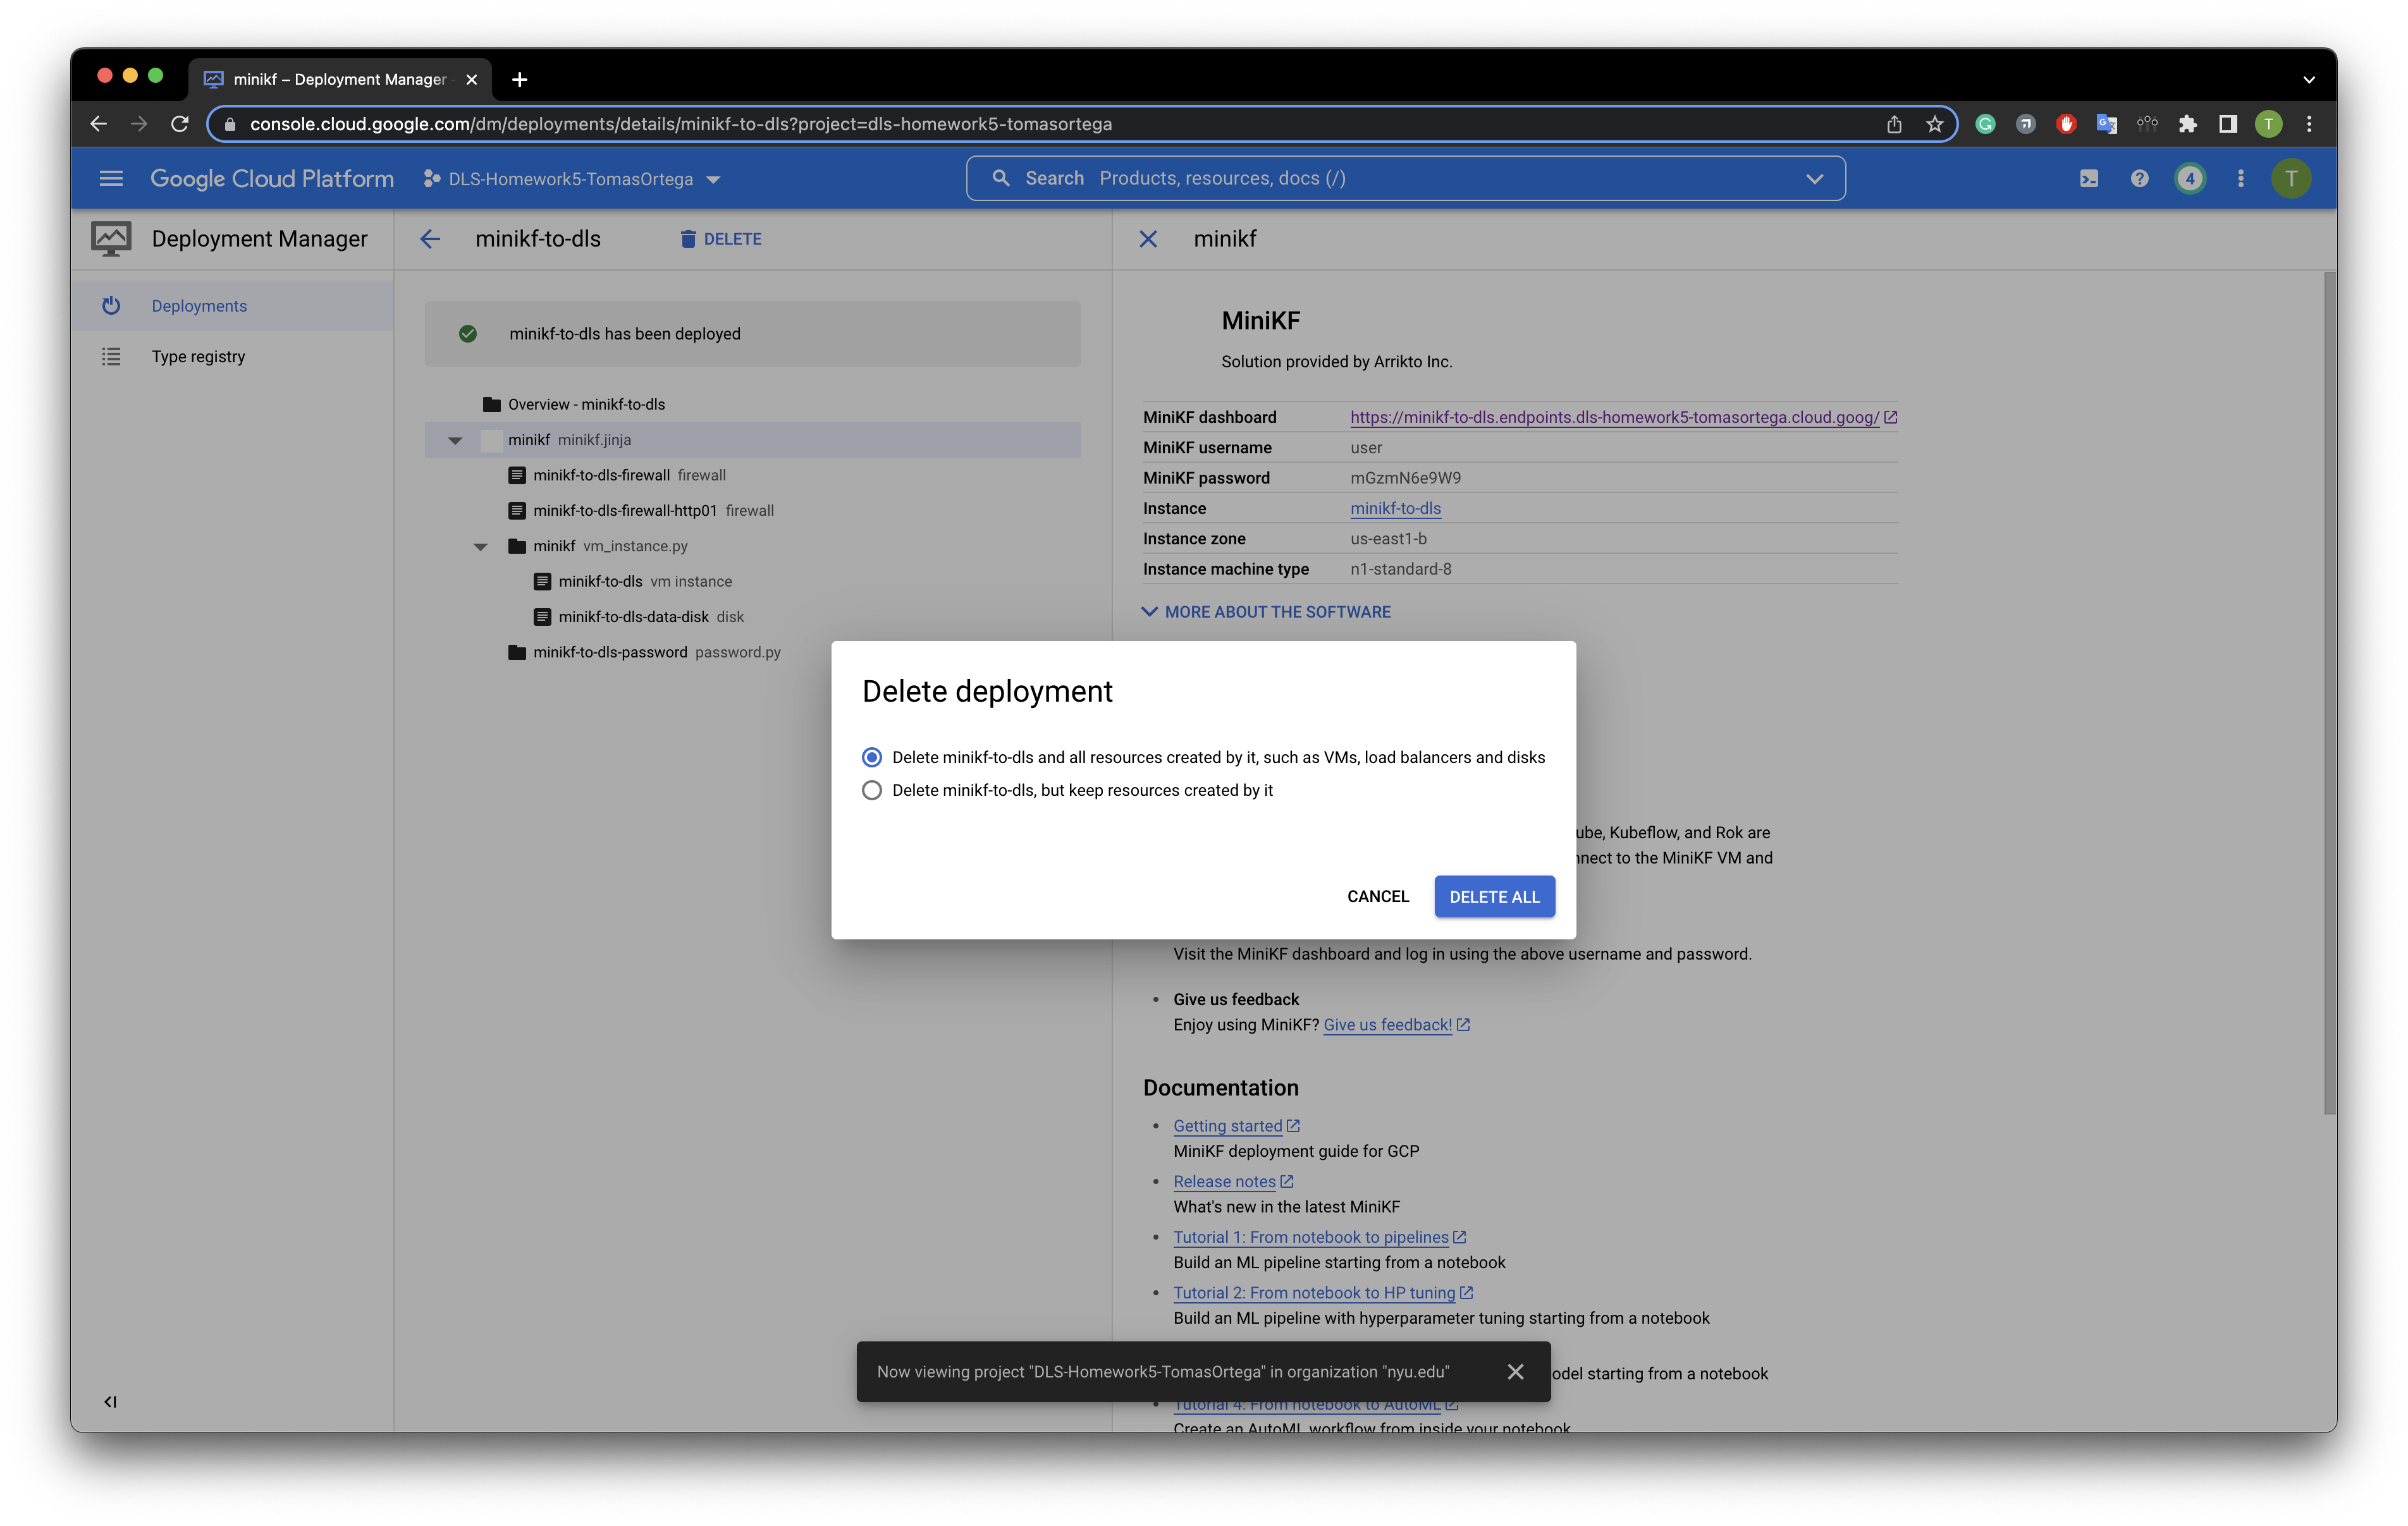 minikf – Deployment Manager -
console.cloud.google.com/dm/deployments/details/minikf-to-dls?project=dls-homework5-tomasortega
G
T
Google Cloud Platform
DLS-Homework5-TomasOrtega
Search Products, resources, docs (/)
4
T
Deployment Manager
Deployments
Type registry
minikf-to-dls
DELETE
minikf-to-dls has been deployed
Overview - minikf-to-dls
minikf minikf.jinja
minikf-to-dls-firewall firewall
minikf-to-dls-firewall-http01 firewall
minikf vm_instance.py
minikf-to-dls vm instance
minikf-to-dls-data-disk disk
minikf-to-dls-password password.py
minikf
MiniKF
Solution provided by Arrikto Inc.
MiniKF dashboard https://minikf-to-dls.endpoints.dls-homework5-tomasortega.cloud.goog/
MiniKF username user
MiniKF password mGzmN6e9W9
Instance minikf-to-dls
Instance zone us-east1-b
Instance machine type n1-standard-8
MORE ABOUT THE SOFTWARE
Delete deployment
Delete minikf-to-dls and all resources created by it, such as VMs, load balancers and disks
Delete minikf-to-dls, but keep resources created by it
CANCEL
DELETE ALL
ube, Kubeflow, and Rok are
nnect to the MiniKF VM and
Visit the MiniKF dashboard and log in using the above username and password.
• Give us feedback
Enjoy using MiniKF? Give us feedback!
Documentation
• Getting started
MiniKF deployment guide for GCP
• Release notes
What's new in the latest MiniKF
• Tutorial 1: From notebook to pipelines
Build an ML pipeline starting from a notebook
• Tutorial 2: From notebook to HP tuning
Build an ML pipeline with hyperparameter tuning starting from a notebook
odel starting from a notebook
• Tutorial 4: From notebook to AutoML
Create an AutoML workflow from inside your notebook
Now viewing project "DLS-Homework5-TomasOrtega" in organization "nyu.edu"